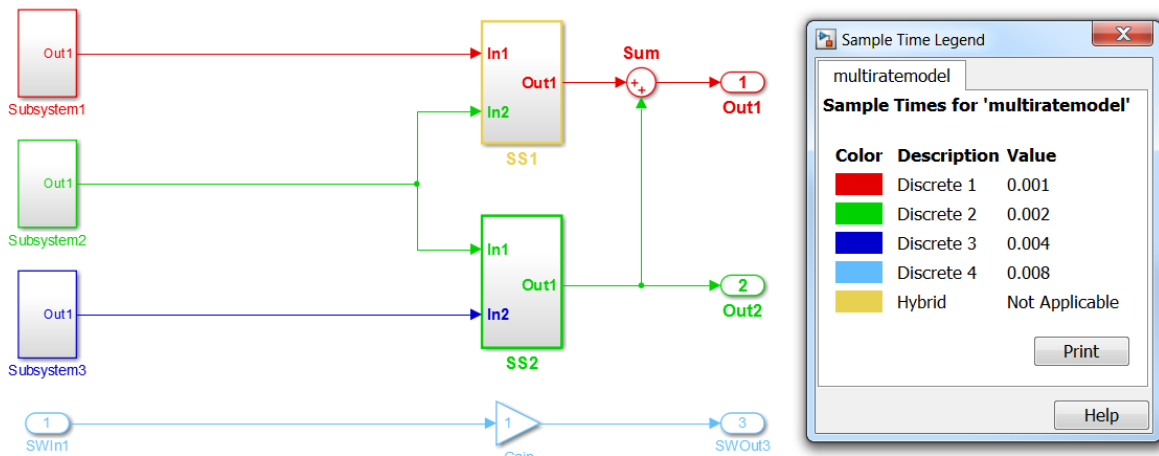 Out1
Subsystem1
In1
Out1
In2
SS1
Sum
++
1
Out1
Out1
Subsystem2
In1
Out1
In2
SS2
2
Out2
Out1
Subsystem3
1
SWIn1
1
Gain
3
SWOut3
Sample Time Legend
X
multiratemodel
Sample Times for 'multiratemodel'
Color Description Value
Discrete 1 0.001
Discrete 2 0.002
Discrete 3 0.004
Discrete 4 0.008
Hybrid Not Applicable
Print
Help